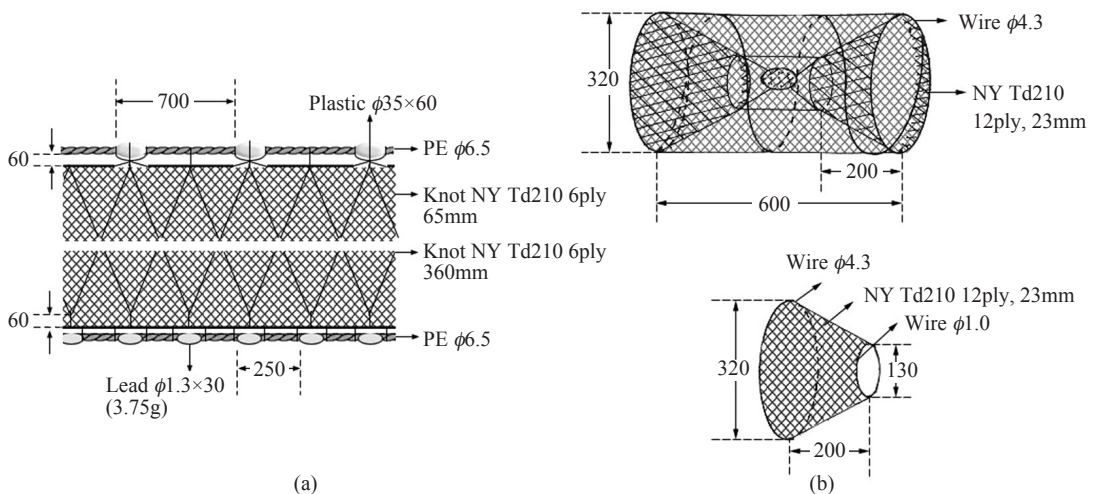 700
Plastic ϕ35×60
60
PE ϕ6.5
Knot NY Td210 6ply
65mm
Knot NY Td210 6ply
360mm
60
PE ϕ6.5
250
Lead ϕ1.3×30
(3.75g)
(a)
Wire ϕ4.3
320
NY Td210
12ply, 23mm
200
600
Wire ϕ4.3
NY Td210 12ply, 23mm
Wire ϕ1.0
320
130
200
(b)